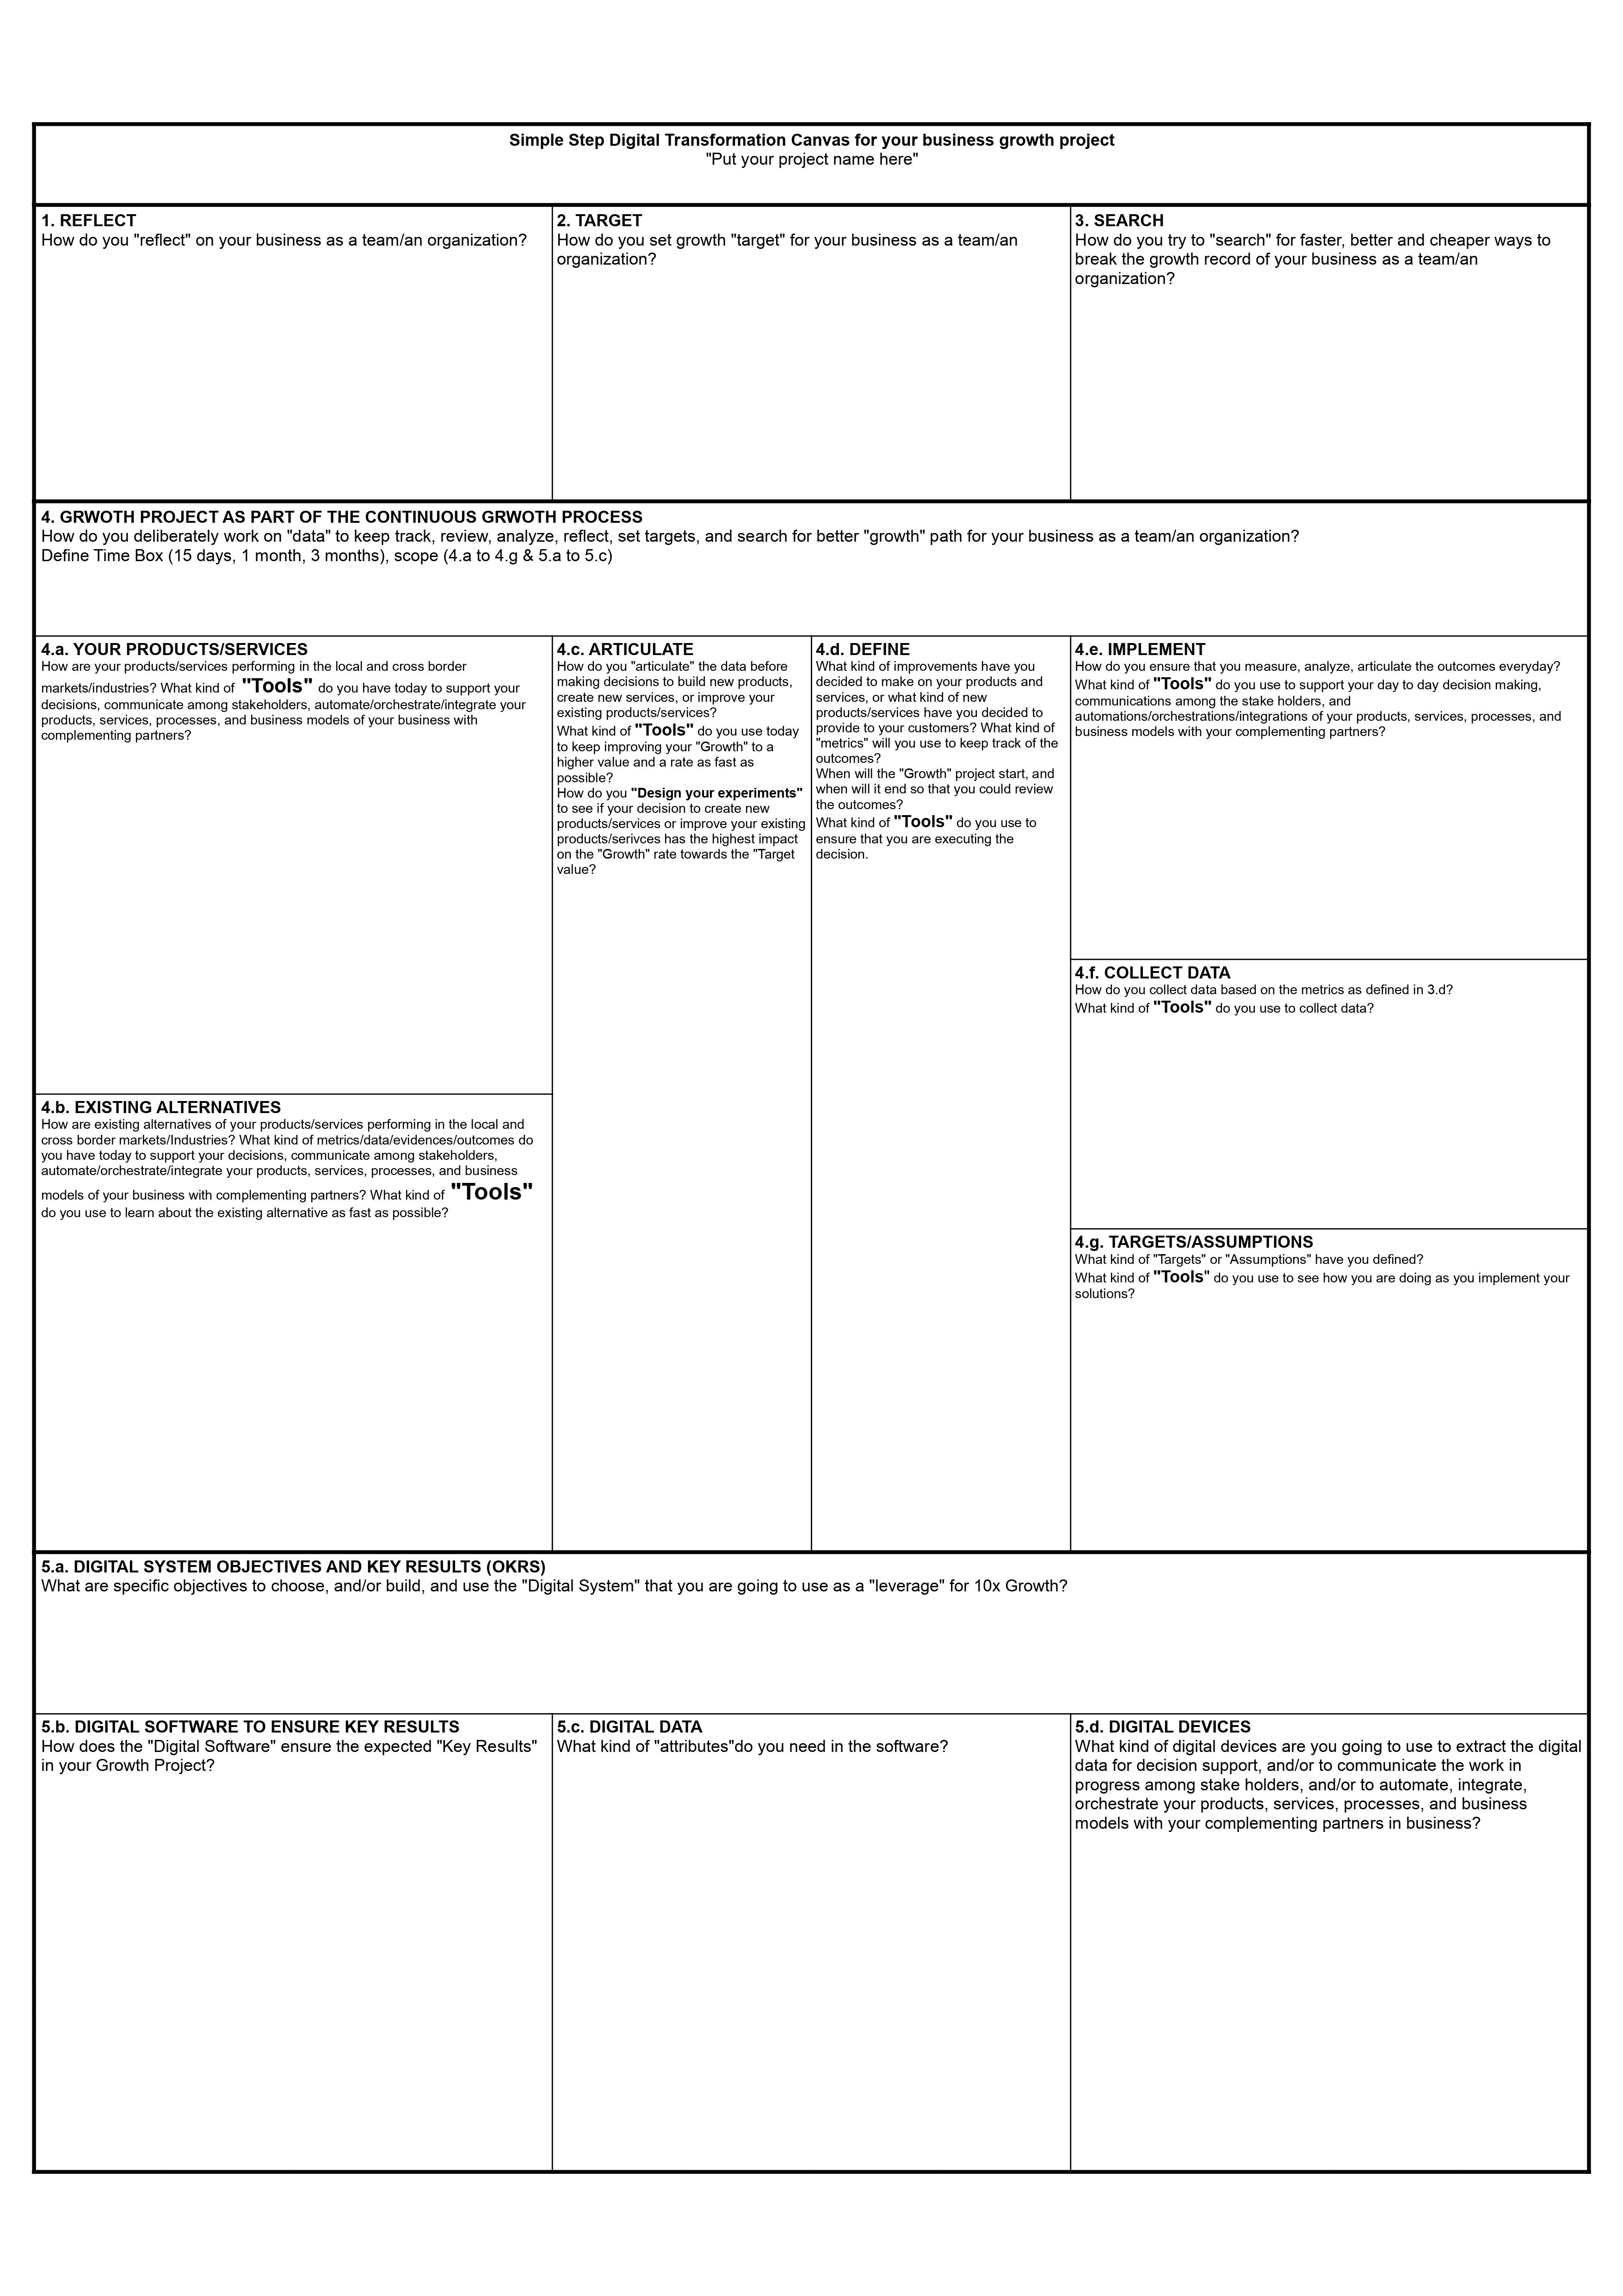 Simple Step Digital Transformation Canvas for your business growth project
"Put your project name here"
1. REFLECT
How do you "reflect" on your business as a team/an organization?
2. TARGET
How do you set growth "target" for your business as a team/an
organization?
3. SEARCH
How do you try to "search" for faster, better and cheaper ways to
break the growth record of your business as a team/an
organization?
4. GRWOTH PROJECT AS PART OF THE CONTINUOUS GRWOTH PROCESS
How do you deliberately work on "data" to keep track, review, analyze, reflect, set targets, and search for better "growth" path for your business as a team/an organization?
Define Time Box (15 days, 1 month, 3 months), scope (4.a to 4.g & 5.a to 5.c)
4.a. YOUR PRODUCTS/SERVICES
How are your products/services performing in the local and cross border
markets/industries? What kind of "Tools" do you have today to support your
decisions, communicate among stakeholders, automate/orchestrate/integrate your
products, services, processes, and business models of your business with
complementing partners?
4.b. EXISTING ALTERNATIVES
How are existing alternatives of your products/services performing in the local and
cross border markets/Industries? What kind of metrics/data/evidences/outcomes do
you have today to support your decisions, communicate among stakeholders,
automate/orchestrate/integrate your products, services, processes, and business
models of your business with complementing partners? What kind of "Tools"
do you use to learn about the existing alternative as fast as possible?
4.c. ARTICULATE
How do you "articulate" the data before
making decisions to build new products,
create new services, or improve your
existing products/services?
What kind of "Tools" do you use today
to keep improving your "Growth" to a
higher value and a rate as fast as
possible?
How do you "Design your experiments"
to see if your decision to create new
products/services or improve your existing
products/serivces has the highest impact
on the "Growth" rate towards the "Target
value?
4.d. DEFINE
What kind of improvements have you
decided to make on your products and
services, or what kind of new
products/services have you decided to
provide to your customers? What kind of
"metrics" will you use to keep track of the
outcomes?
When will the "Growth" project start, and
when will it end so that you could review
the outcomes?
What kind of "Tools" do you use to
ensure that you are executing the
decision.
4.e. IMPLEMENT
How do you ensure that you measure, analyze, articulate the outcomes everyday?
What kind of "Tools" do you use to support your day to day decision making,
communications among the stake holders, and
automations/orchestrations/integrations of your products, services, processes, and
business models with your complementing partners?
4.f. COLLECT DATA
How do you collect data based on the metrics as defined in 3.d?
What kind of "Tools" do you use to collect data?
4.g. TARGETS/ASSUMPTIONS
What kind of "Targets" or "Assumptions" have you defined?
What kind of "Tools" do you use to see how you are doing as you implement your
solutions?
5.a. DIGITAL SYSTEM OBJECTIVES AND KEY RESULTS (OKRS)
What are specific objectives to choose, and/or build, and use the "Digital System" that you are going to use as a "leverage" for 10x Growth?
5.b. DIGITAL SOFTWARE TO ENSURE KEY RESULTS
How does the "Digital Software" ensure the expected "Key Results"
in your Growth Project?
5.c. DIGITAL DATA
What kind of "attributes"do you need in the software?
5.d. DIGITAL DEVICES
What kind of digital devices are you going to use to extract the digital
data for decision support, and/or to communicate the work in
progress among stake holders, and/or to automate, integrate,
orchestrate your products, services, processes, and business
models with your complementing partners in business?